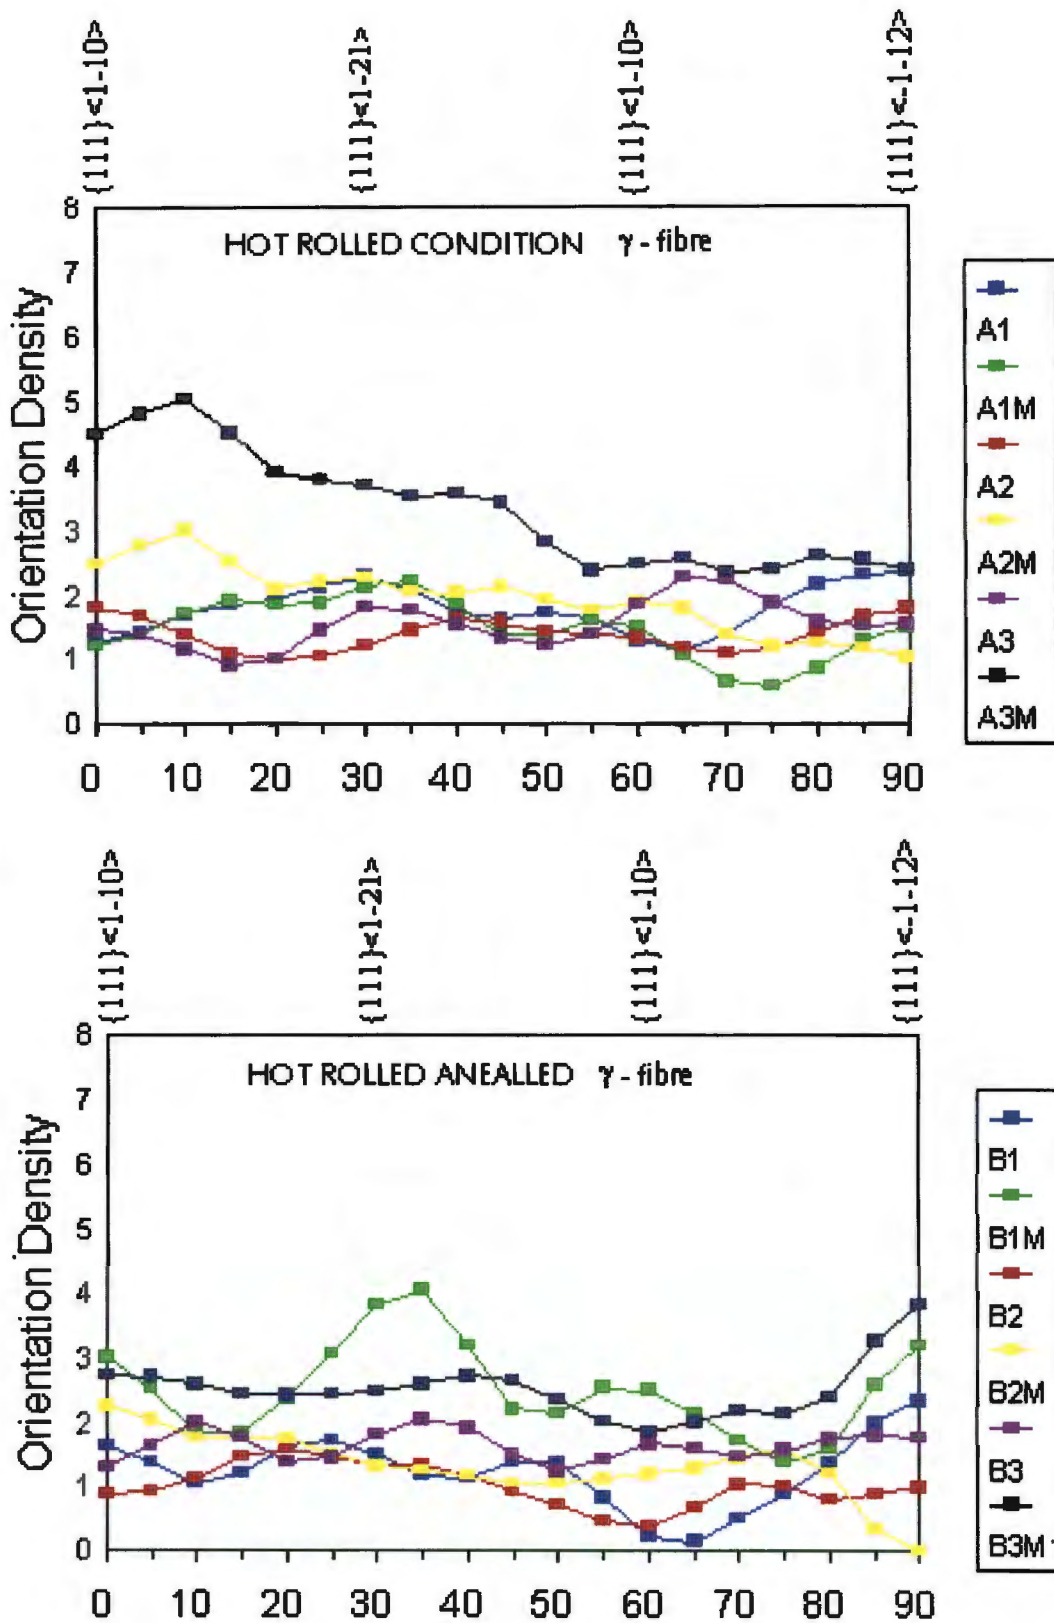 {111}<1-10>
{111}<1-21>
{111}<1-10>
{111}<-1-12>
HOT ROLLED CONDITION γ - fibre
Orientation Density
8
7
6
5
4
3
2
1
0
0 10 20 30 40 50 60 70 80 90
A1
A1M
A2
A2M
A3
A3M
{111}<1-10>
{111}<1-21>
{111}<1-10>
{111}<-1-12>
HOT ROLLED ANEALLED γ - fibre
Orientation Density
8
7
6
5
4
3
2
1
0
0 10 20 30 40 50 60 70 80 90
B1
B1M
B2
B2M
B3
B3M